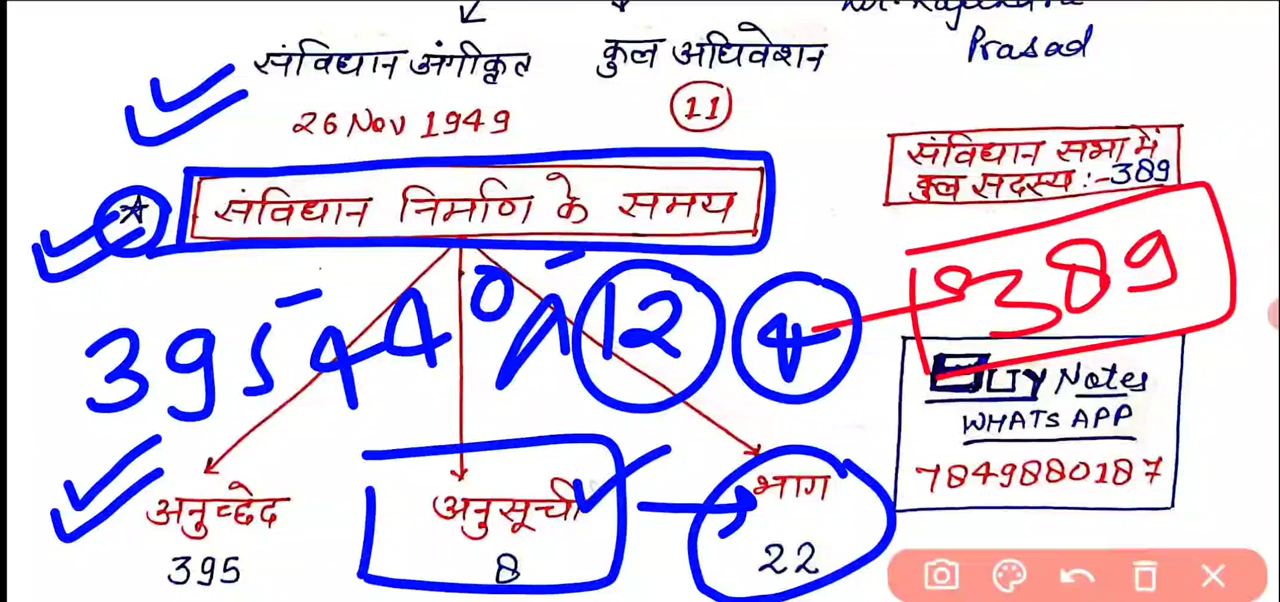 Prasad
संविधान अंगीकृत
26 Nov 1949
कुल अधिवेशन
11
संविधान सभा में
कुल सदस्य :- 389
संविधान निर्माण के समय
389
395
12
4
Notes
WHATS APP
7849880187
अनुच्छेद
395
अनुसूची
8
भाग
22